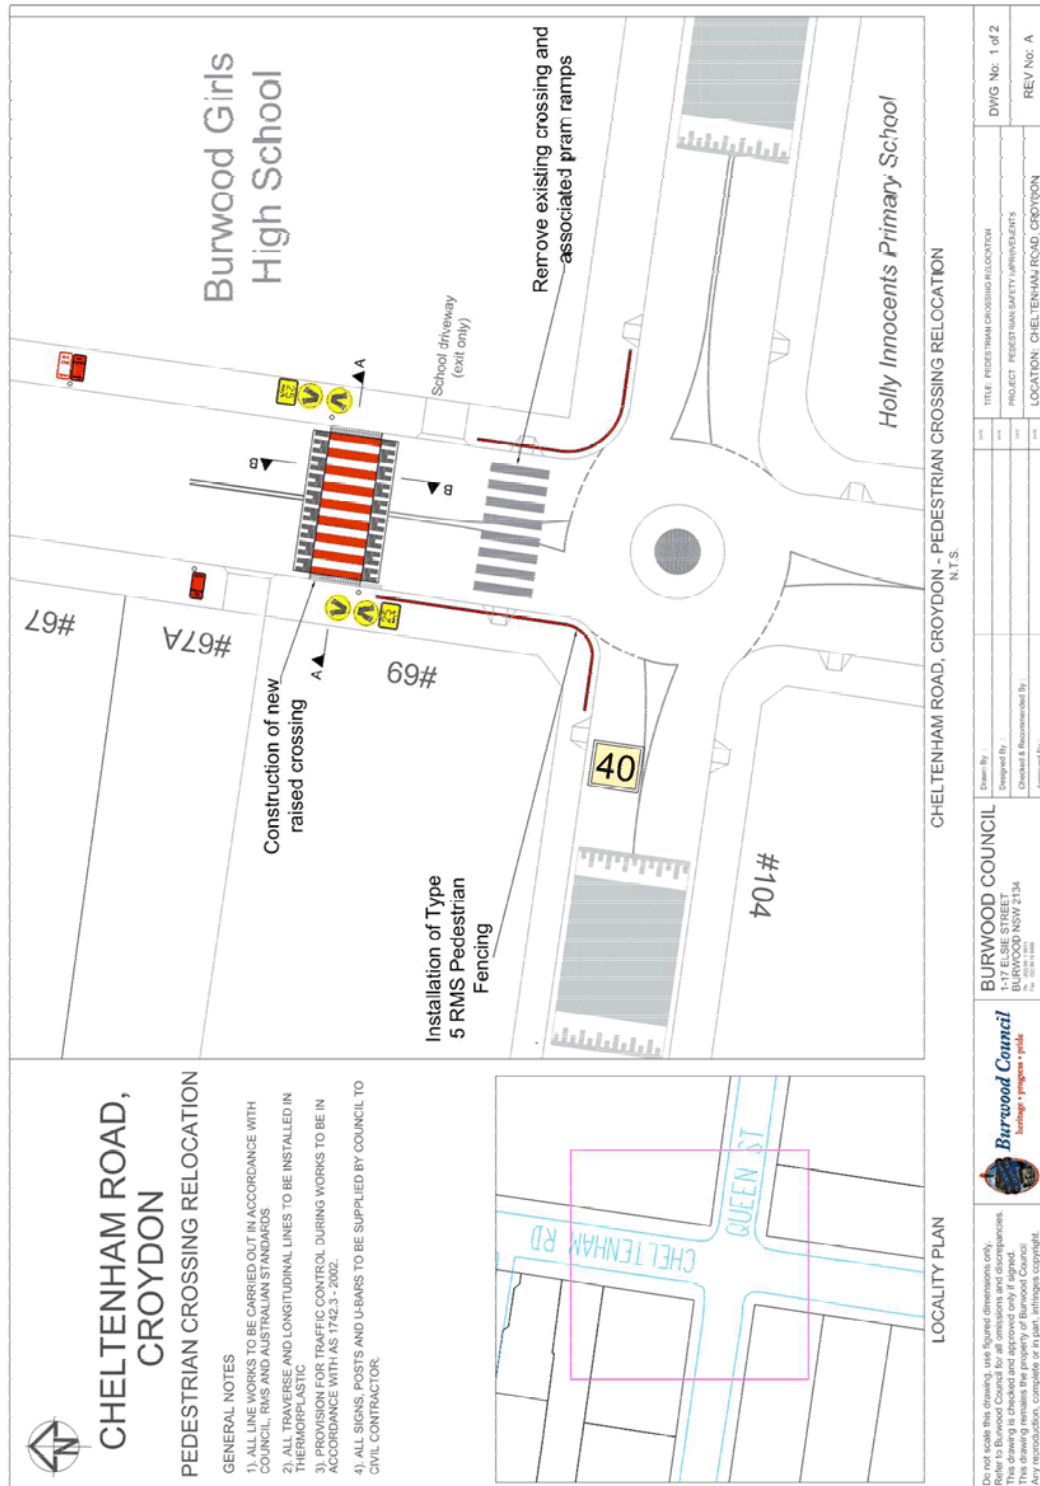 CHELTENHAM ROAD,
CROYDON
PEDESTRIAN CROSSING RELOCATION
GENERAL NOTES
1). ALL LINE WORKS TO BE CARRIED OUT IN ACCORDANCE WITH
COUNCIL, RMS AND AUSTRALIAN STANDARDS
2). ALL TRAVERSE AND LONGITUDINAL LINES TO BE INSTALLED IN
THERMORPLASTIC
3). PROVISION FOR TRAFFIC CONTROL DURING WORKS TO BE IN
ACCORDANCE WITH AS 1742.3 - 2002.
4). ALL SIGNS, POSTS AND U-BARS TO BE SUPPLIED BY COUNCIL TO
CIVIL CONTRACTOR.
N
CHELTENHAM RD
QUEEN ST
LOCALITY PLAN
#67
#67A
#69
#104
Burwood Girls
High School
School driveway
(exit only)
Remove existing crossing and
associated pram ramps
Holly Innocents Primary School
Construction of new
raised crossing
Installation of Type
5 RMS Pedestrian
Fencing
A
A
B
B
25
25
40
CHELTENHAM ROAD, CROYDON - PEDESTRIAN CROSSING RELOCATION
N.T.S.
Do not scale this drawing, use figured dimensions only.
Refer to Burwood Council for all omissions and discrepancies.
This drawing is checked and approved only if signed.
This drawing remains the property of Burwood Council
Any reproduction, complete or in part, infringes copyright.
Burwood Council
heritage • progress • pride
BURWOOD COUNCIL
1-17 ELSIE STREET
BURWOOD NSW 2134
Drawn By :
Designed By :
Checked & Recommended By :
TITLE: PEDESTRIAN CROSSING RELOCATION
PROJECT: PEDESTRIAN SAFETY IMPROVEMENTS
LOCATION: CHELTENHAM ROAD, CROYDON
DWG No: 1 of 2
REV No: A